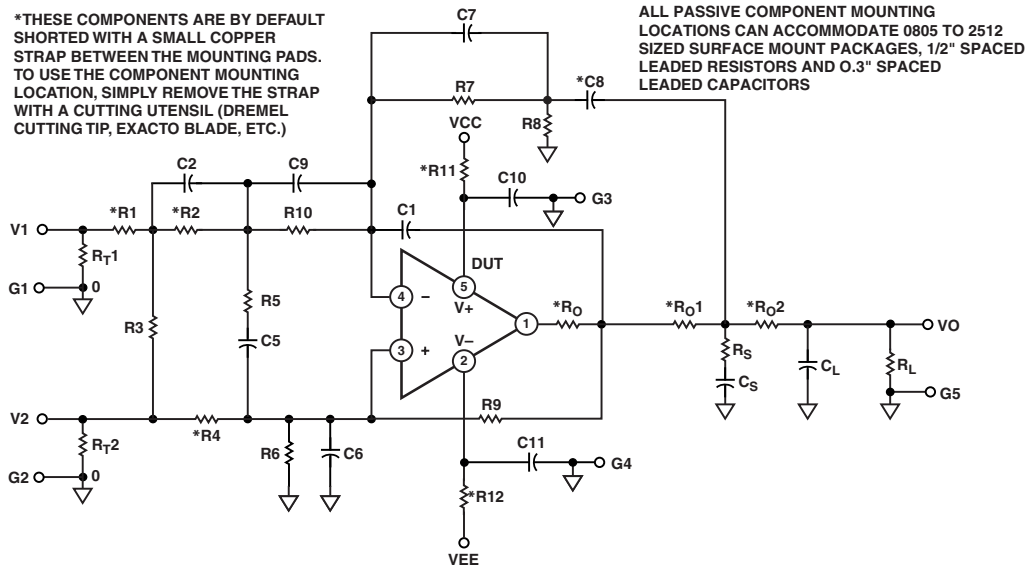 *THESE COMPONENTS ARE BY DEFAULT
SHORTED WITH A SMALL COPPER
STRAP BETWEEN THE MOUNTING PADS.
TO USE THE COMPONENT MOUNTING
LOCATION, SIMPLY REMOVE THE STRAP
WITH A CUTTING UTENSIL (DREMEL
CUTTING TIP, EXACTO BLADE, ETC.)
ALL PASSIVE COMPONENT MOUNTING
LOCATIONS CAN ACCOMMODATE 0805 TO 2512
SIZED SURFACE MOUNT PACKAGES, 1/2" SPACED
LEADED RESISTORS AND O.3" SPACED
LEADED CAPACITORS
C7
R7
*C8
R8
VCC
*R11
C10
G3
C2
C9
V1
*R1
*R2
R10
C1
RT1
G1
0
R3
R5
C5
DUT
5
V+
4
–
3
+
V–
2
1
*RO
*RO1
*RO2
VO
RS
CS
CL
RL
G5
V2
*R4
R9
RT2
G2
0
R6
C6
C11
G4
*R12
VEE